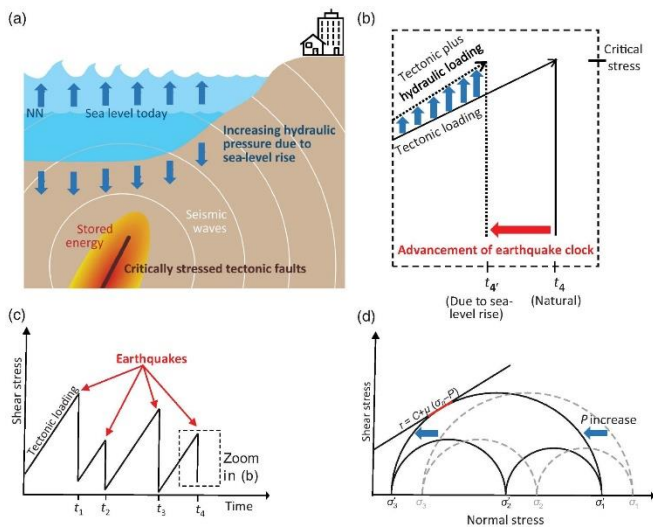 (a)
NN
Sea level today
Increasing hydraulic
pressure due to
sea-level rise
Stored
energy
Seismic
waves
Critically stressed tectonic faults
(b)
Tectonic plus
hydraulic loading
Tectonic loading
Critical
stress
Advancement of earthquake clock
t4'
(Due to sea-
level rise)
t4
(Natural)
(c)
Shear stress
Tectonic loading
Earthquakes
Zoom
in (b)
t1
t2
t3
t4
Time
(d)
Shear stress
τ = C+μ (σn–P)
P increase
σ'3
σ3
σ'2
σ2
σ'1
σ1
Normal stress